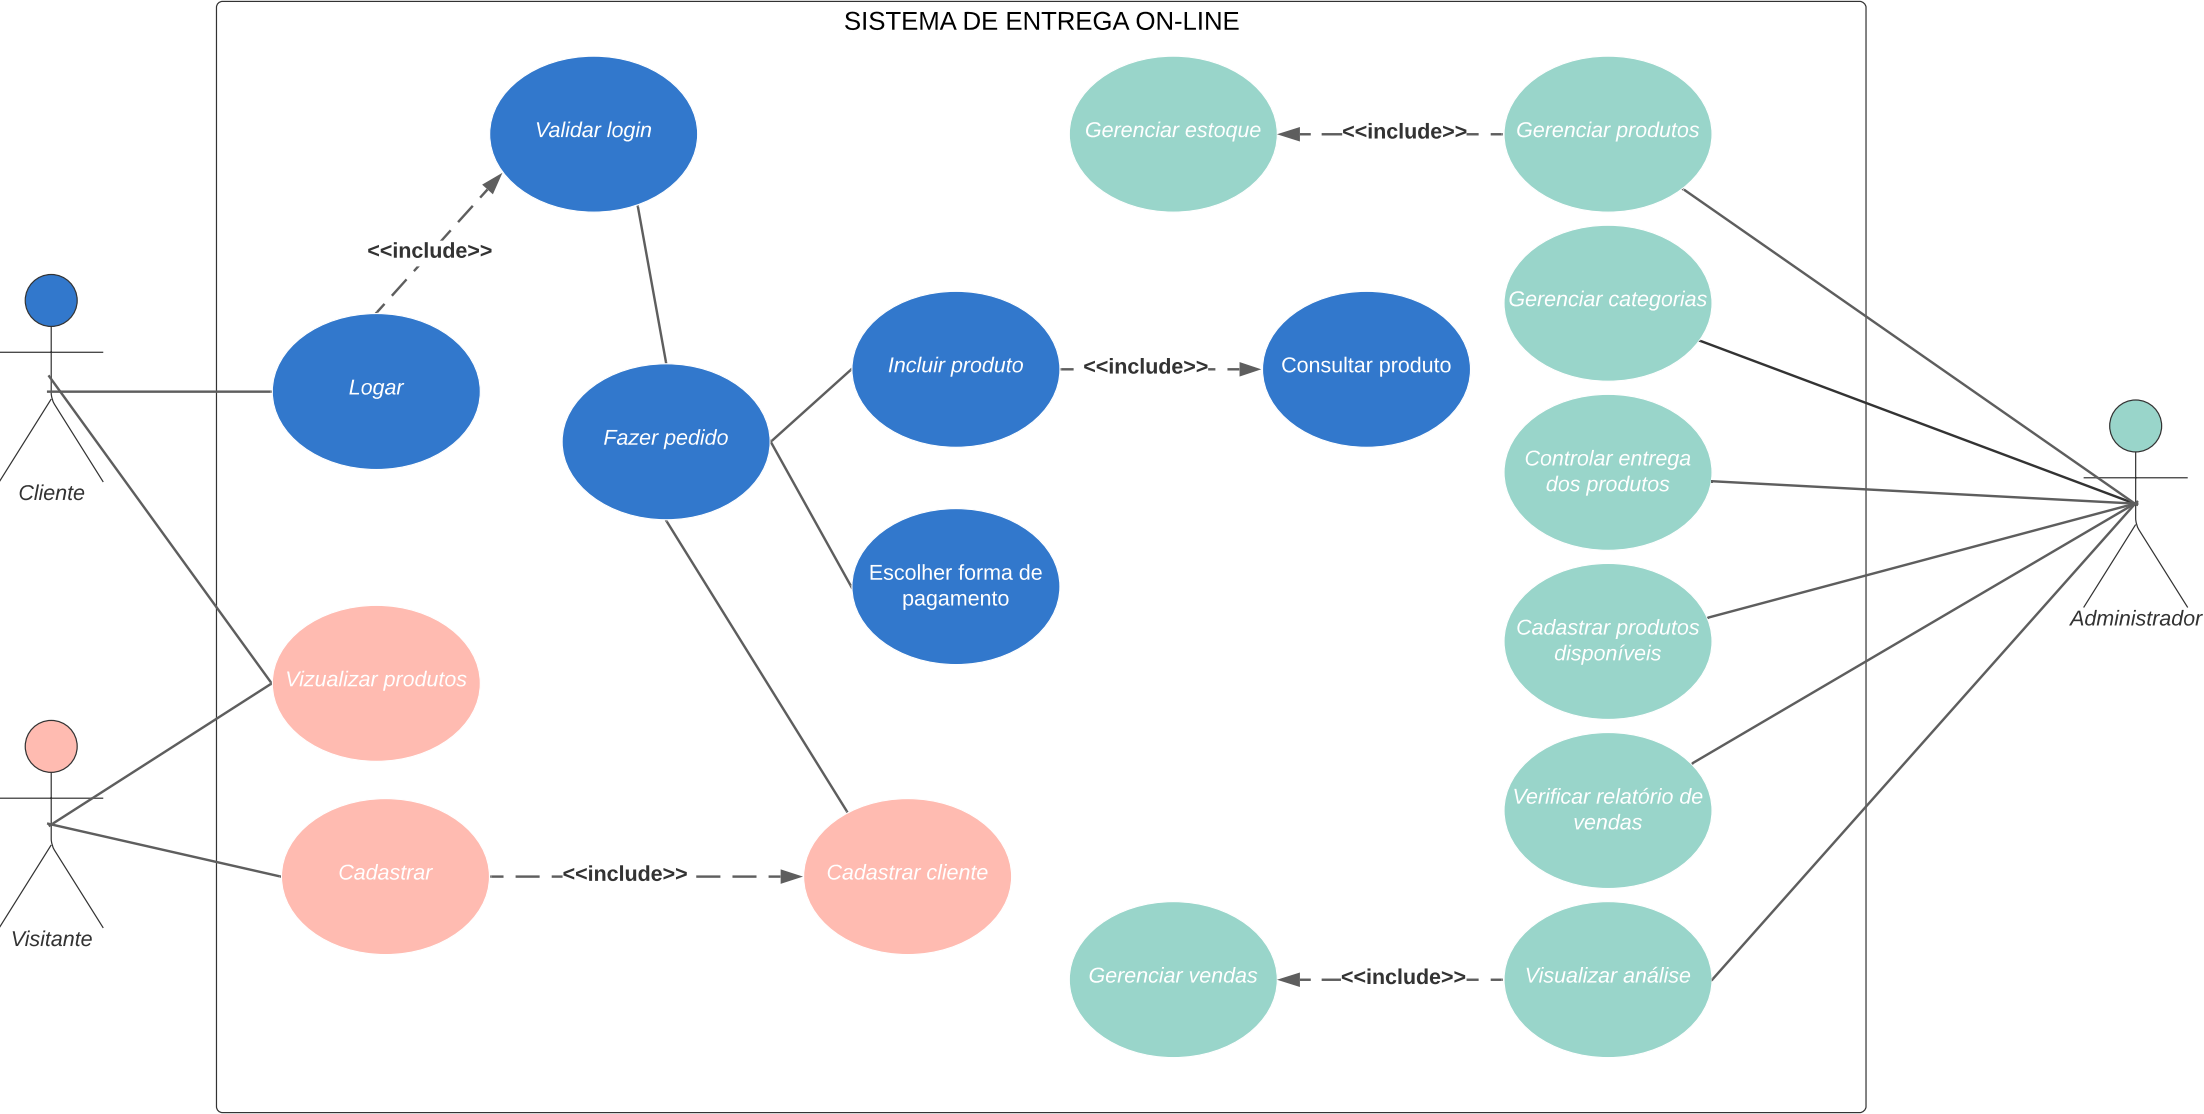 SISTEMA DE ENTREGA ON-LINE
Validar login
Gerenciar estoque
<<include>>
Gerenciar produtos
<<include>>
Gerenciar categorias
Logar
Incluir produto
<<include>>
Consultar produto
Fazer pedido
Cliente
Controlar entrega
dos produtos
Escolher forma de
pagamento
Cadastrar produtos
disponíveis
Administrador
Vizualizar produtos
Verificar relatório de
vendas
Cadastrar
<<include>>
Cadastrar cliente
Visitante
Gerenciar vendas
<<include>>
Visualizar análise